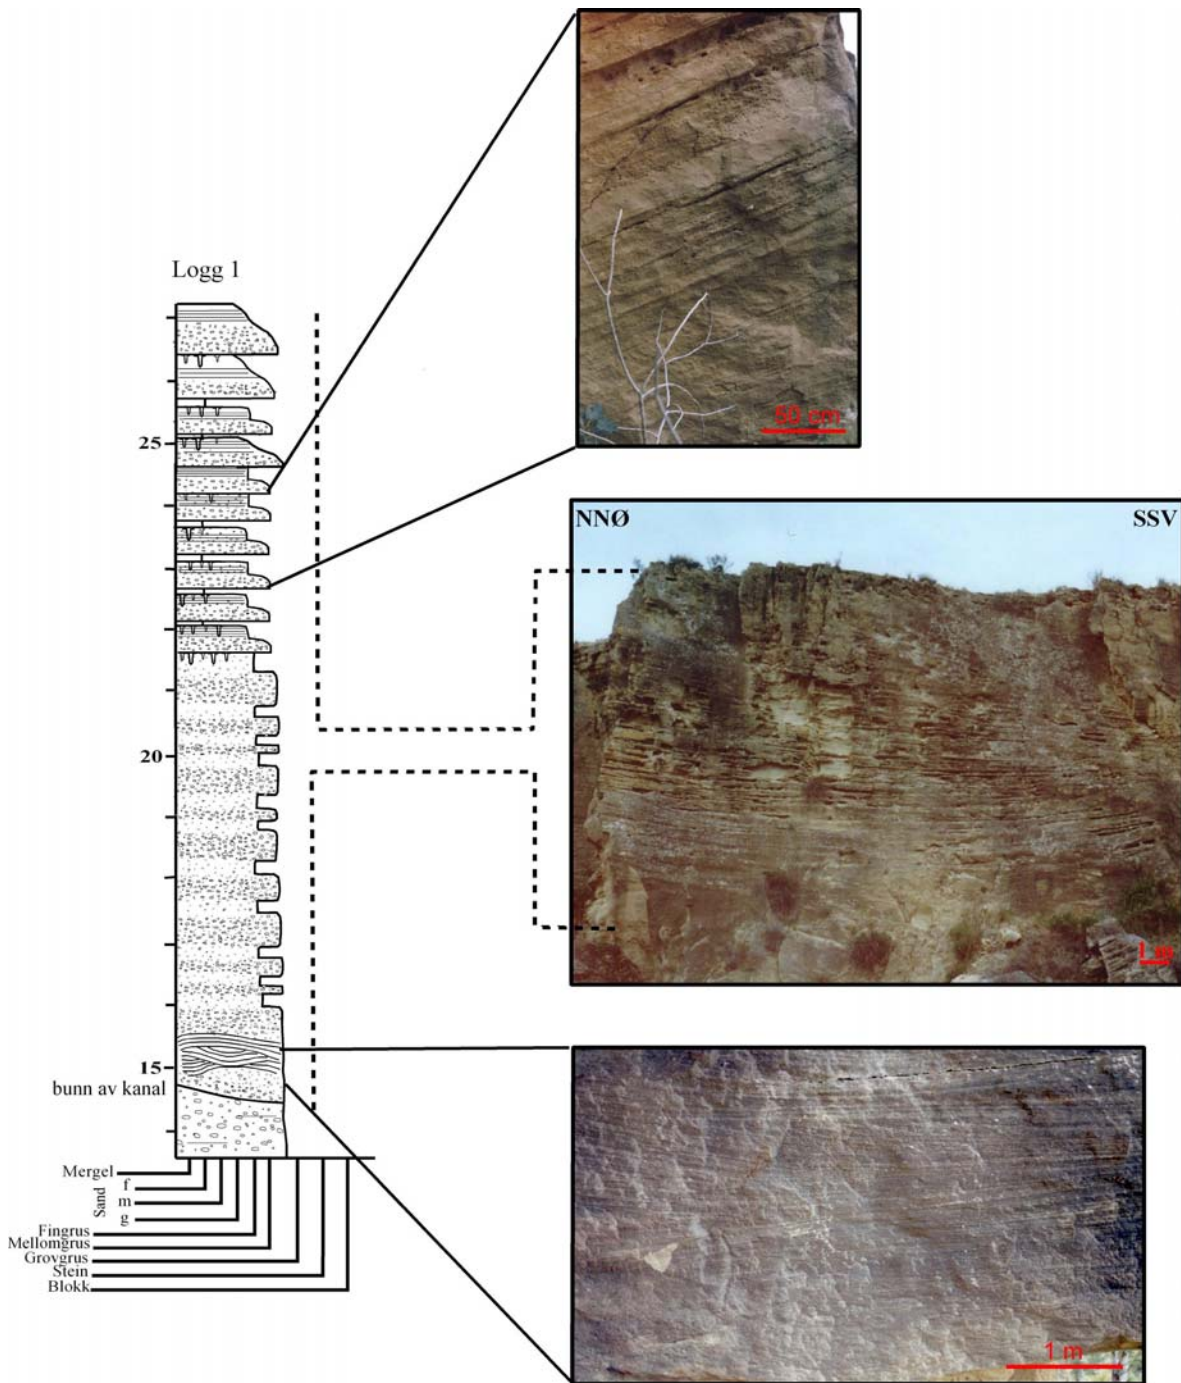 50 cm
NNØ
SSV
1 m
Logg 1
25
20
15
bunn av kanal
1 m
Mergel
Sand
f
m
g
Fingrus
Mellomgrus
Grovgrus
Stein
Blokk